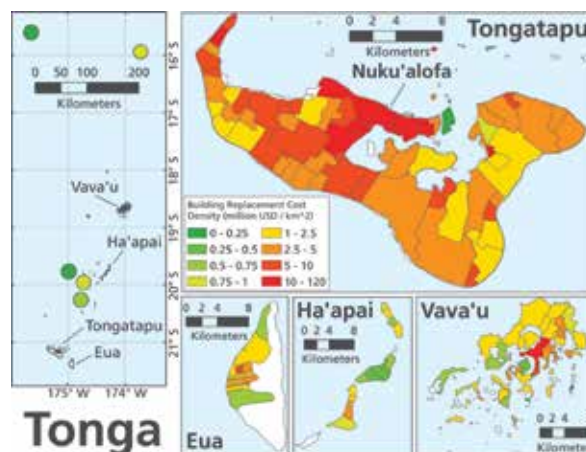 0 100 200
Kilometers
16° S
17° S
18° S
19° S
20° S
21° S
Vava'u
Ha'apai
Tongatapu
Eua
175° W 174° W
Tonga
0 2 4 8
Kilometers
Tongatapu
Nuku'alofa
Building Replacement Cost
Density (million USD / km^2)
0 - 0.25
0.25 - 0.5
0.5 - 0.75
0.75 - 1
1 - 2.5
2.5 - 5
5 - 10
10 - 120
0 2 4 8
Kilometers
Eua
Ha'apai
0 2 4 8
Kilometers
Vava'u
0 2 4
Kilometers